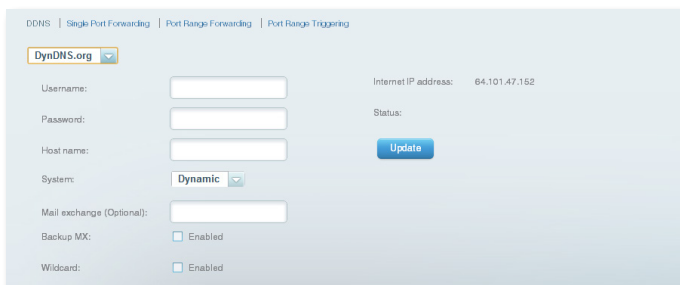 DDNS | Single Port Forwarding | Port Range Forwarding | Port Range Triggering
DynDNS.org
Username:
Internet IP address: 64.101.47.152
Password:
Status:
Host name:
Update
System: Dynamic
Mail exchange (Optional):
Backup MX: Enabled
Wildcard: Enabled